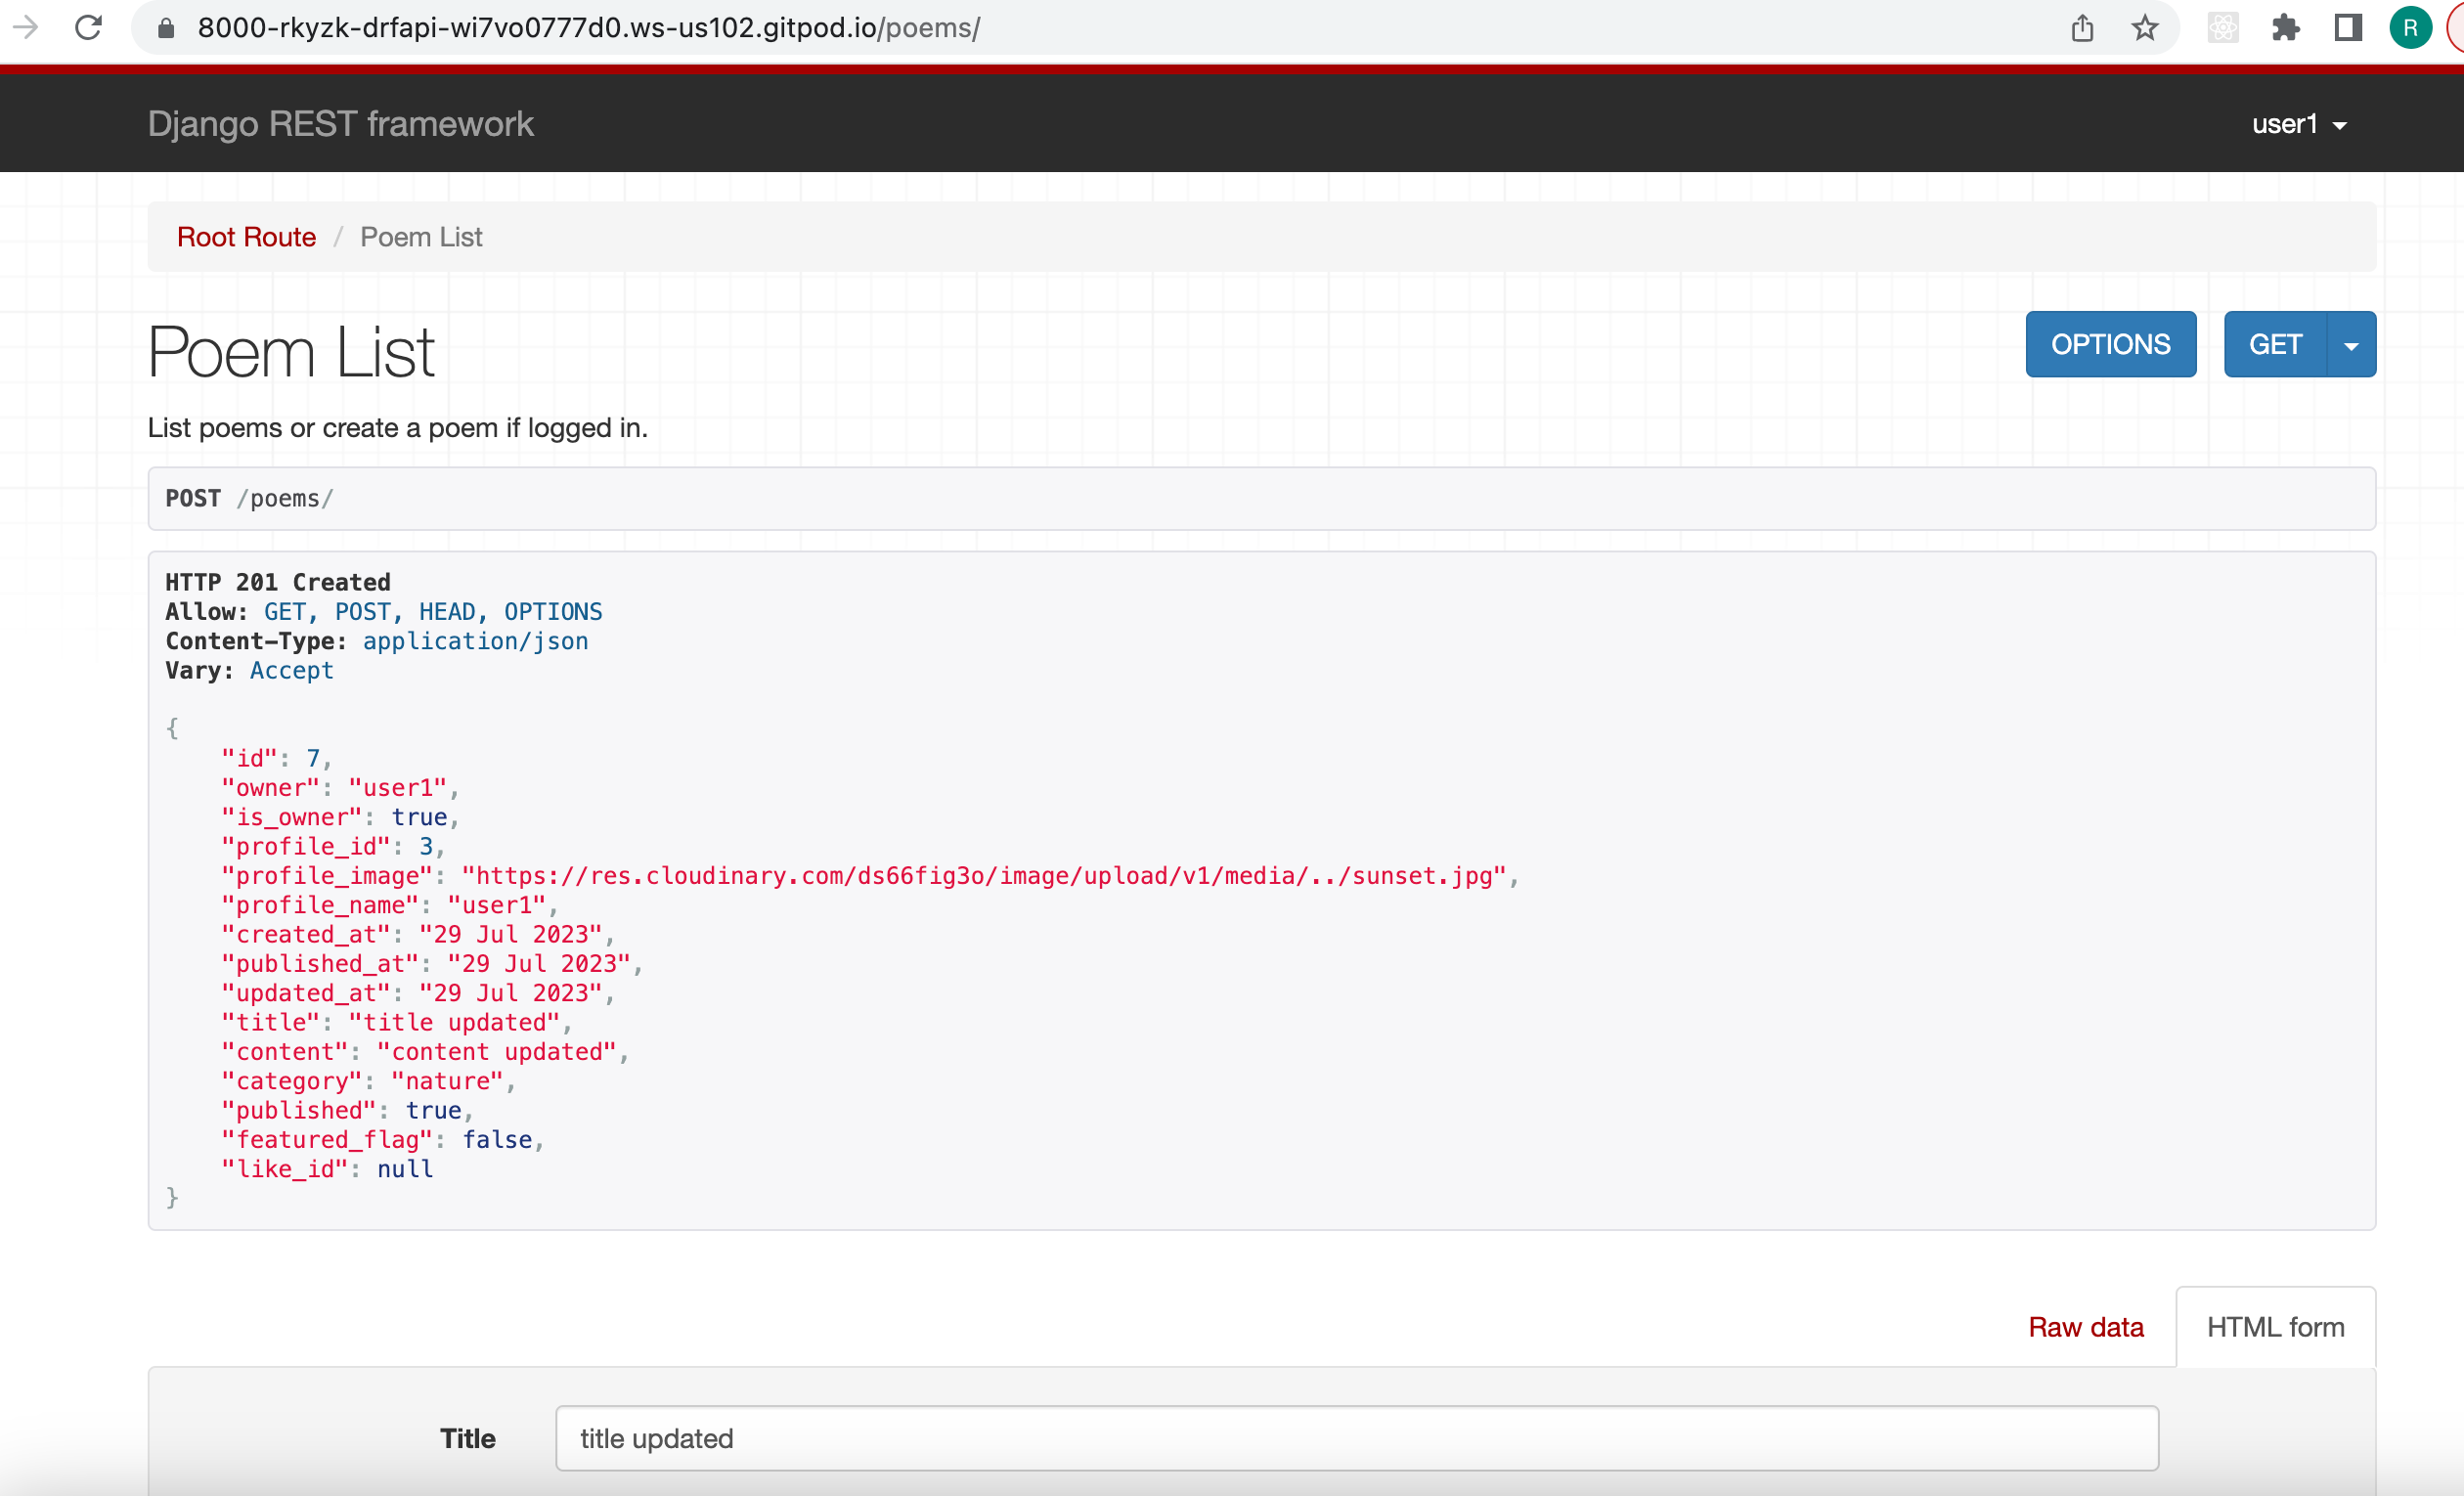 8000-rkyzk-drfapi-wi7vo0777d0.ws-us102.gitpod.io/poems/
R
Django REST framework
user1
Root Route / Poem List
Poem List
OPTIONS
GET
List poems or create a poem if logged in.
POST /poems/
HTTP 201 Created
Allow: GET, POST, HEAD, OPTIONS
Content-Type: application/json
Vary: Accept
{
"id": 7,
"owner": "user1",
"is_owner": true,
"profile_id": 3,
"profile_image": "https://res.cloudinary.com/ds66fig3o/image/upload/v1/media/../sunset.jpg",
"profile_name": "user1",
"created_at": "29 Jul 2023",
"published_at": "29 Jul 2023",
"updated_at": "29 Jul 2023",
"title": "title updated",
"content": "content updated",
"category": "nature",
"published": true,
"featured_flag": false,
"like_id": null
}
Raw data
HTML form
Title
title updated